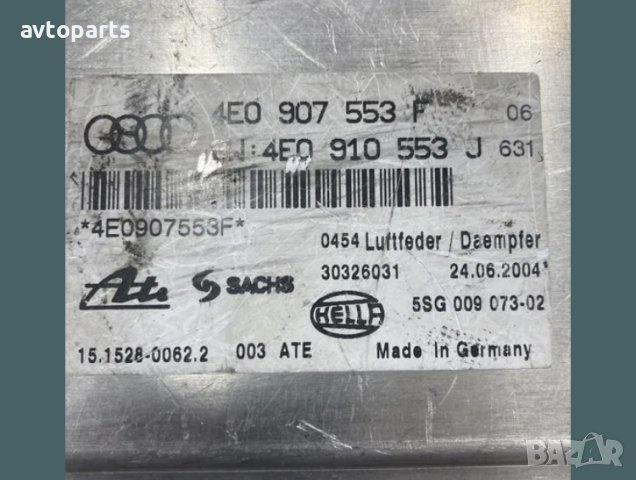 avtoparts
4E0 907 553 F 06
4E0 910 553 J 631
*4E0907553F*
0454 Luftfeder / Daempfer
30326031 24.06.2004*
Ate SACHS HELLA 5SG 009 073-02
15.1528-0062.2 003 ATE Made In Germany
BAZAR